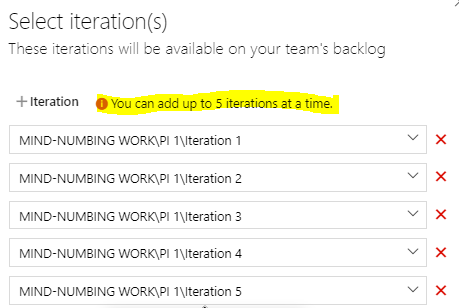 Select iteration(s)
These iterations will be available on your team's backlog
+ Iteration You can add up to 5 iterations at a time.
MIND-NUMBING WORK\PI 1\Iteration 1
MIND-NUMBING WORK\PI 1\Iteration 2
MIND-NUMBING WORK\PI 1\Iteration 3
MIND-NUMBING WORK\PI 1\Iteration 4
MIND-NUMBING WORK\PI 1\Iteration 5